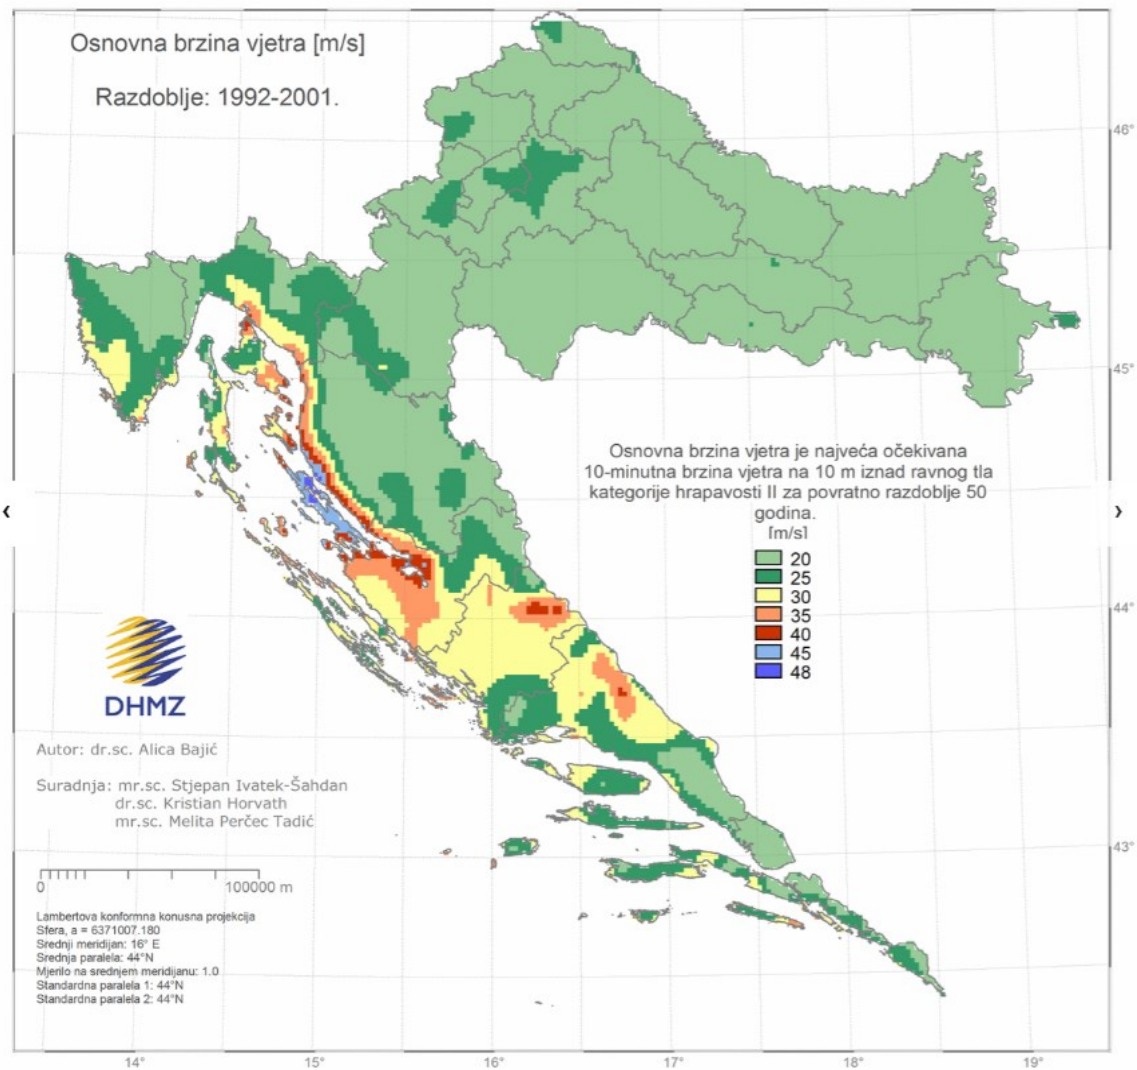 Osnovna brzina vjetra [m/s]
Razdoblje: 1992-2001.
46°
45°
Osnovna brzina vjetra je najveća očekivana
10-minutna brzina vjetra na 10 m iznad ravnog tla
kategorije hrapavosti II za povratno razdoblje 50
godina.
[m/s]
20
25
30
35
40
45
48
44°
DHMZ
Autor: dr.sc. Alica Bajić
Suradnja: mr.sc. Stjepan Ivatek-Šahdan
dr.sc. Kristian Horvath
mr.sc. Melita Perčec Tadić
43°
0 100000 m
Lambertova konformna konusna projekcija
Sfera, a = 6371007.180
Srednji meridijan: 16° E
Srednja paralela: 44°N
Mjerilo na srednjem meridijanu: 1.0
Standardna paralela 1: 44°N
Standardna paralela 2: 44°N
14° 15° 16° 17° 18° 19°